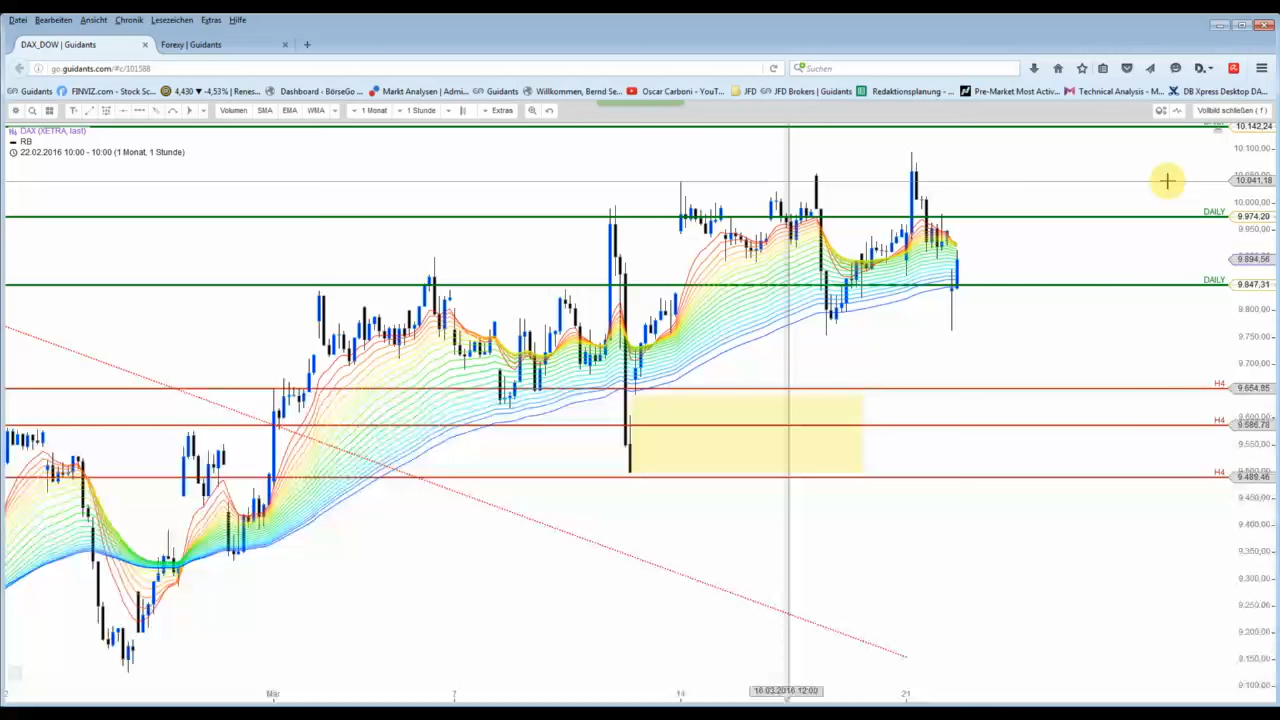 Datei Bearbeiten Ansicht Chronik Lesezeichen Extras Hilfe
DAX_DOW | Guidants
Forexy | Guidants
go.guidants.com/#c/101588
Suchen
Guidants
FINVIZ.com - Stock Sc...
4,430 ▼ -4,53% | Renes...
Dashboard - BörseGo ...
Markt Analysen | Admi...
Guidants
Willkommen, Bernd Se...
Oscar Carboni - YouT...
JFD
JFD Brokers | Guidants
Redaktionsplanung - ...
Pre-Market Most Activ...
Technical Analysis - M...
DB Xpress Desktop DA...
Volumen SMA EMA WMA 1 Monat 1 Stunde Extras
Vollbild schließen ( f )
DAX (XETRA, last)
RB
22.02.2016 10:00 - 10:00 (1 Monat, 1 Stunde)
10.142,24
10.100,00
10.041,18
10.000,00
DAILY
9.974,20
9.950,00
9.894,56
DAILY
9.847,31
9.800,00
9.750,00
9.700,00
H4
9.654,85
9.600,00
H4
9.586,78
9.550,00
H4
9.489,46
9.450,00
9.400,00
9.350,00
9.300,00
9.250,00
9.200,00
9.150,00
9.100,00
2 Mär 7 14 16.03.2016 12:00 21